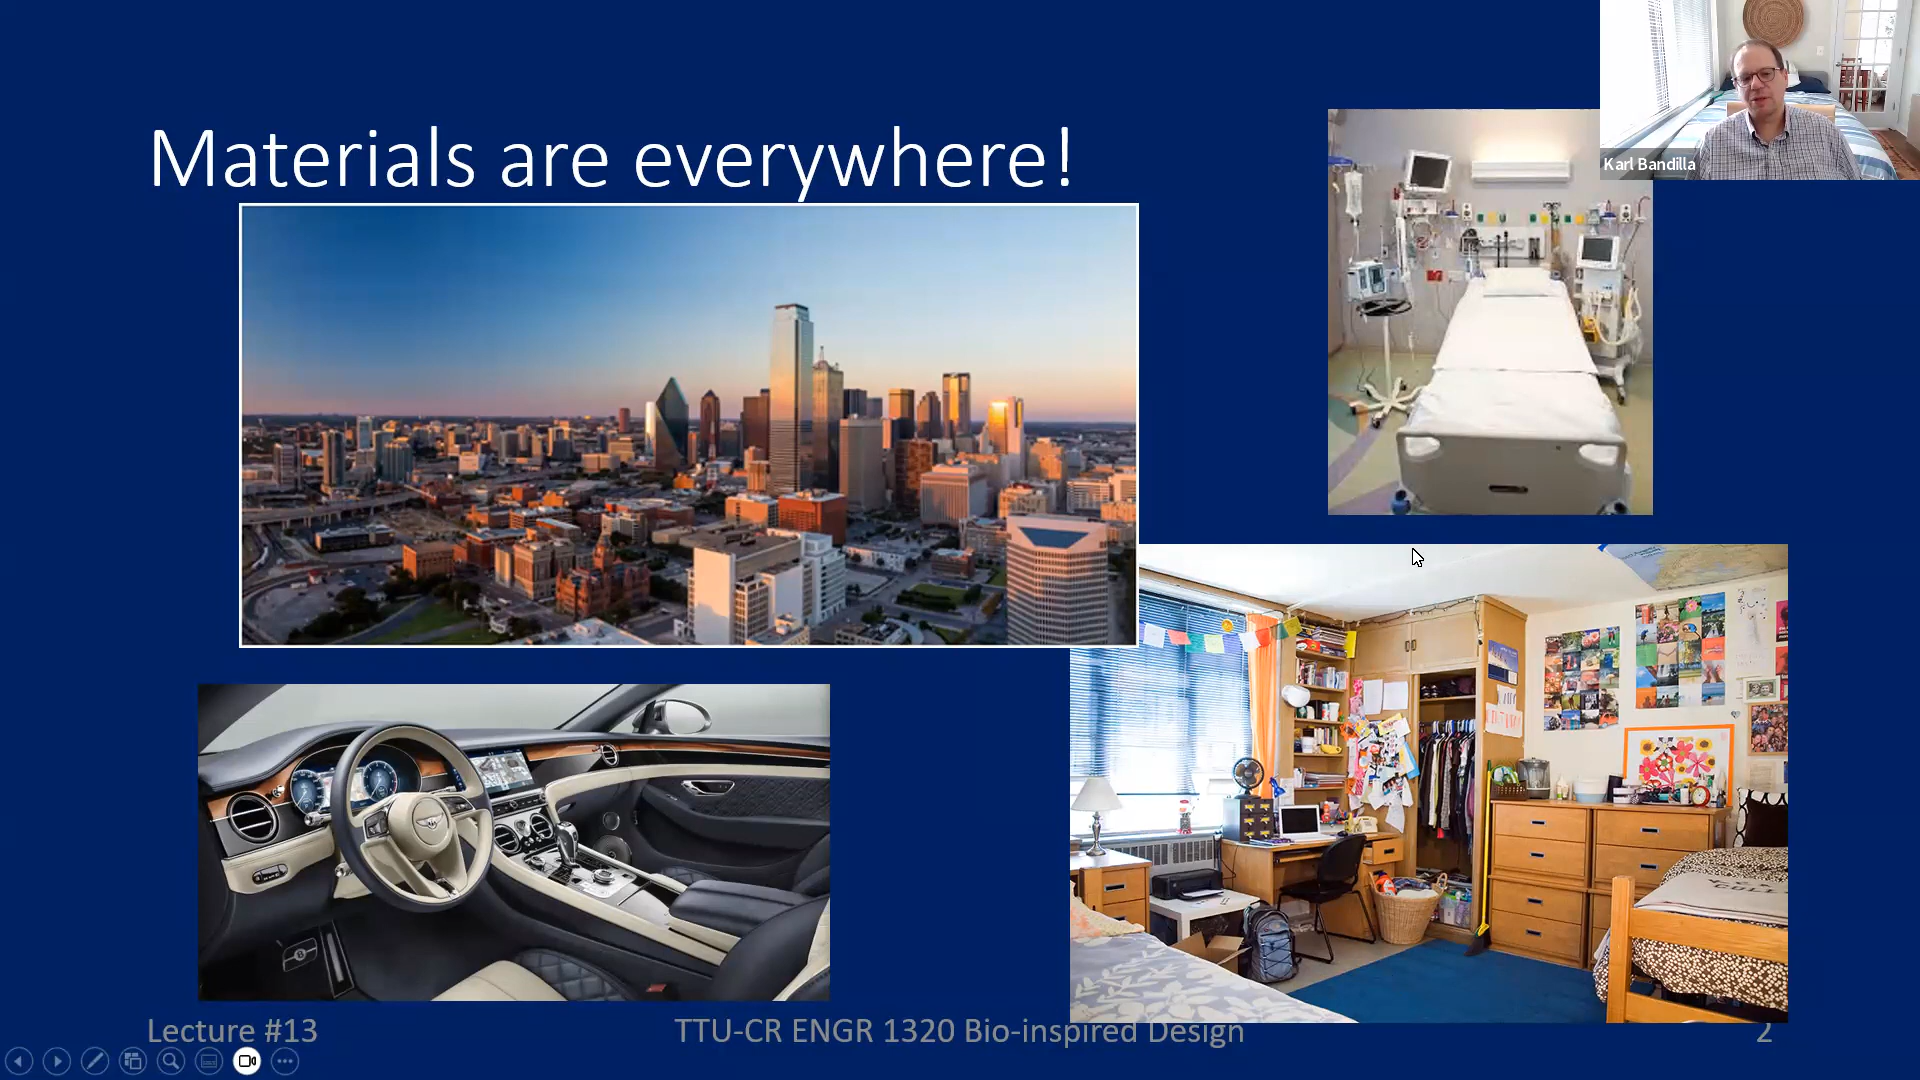 Materials are everywhere!
Karl Bandilla
Lecture #13
TTU-CR ENGR 1320 Bio-inspired Design
2